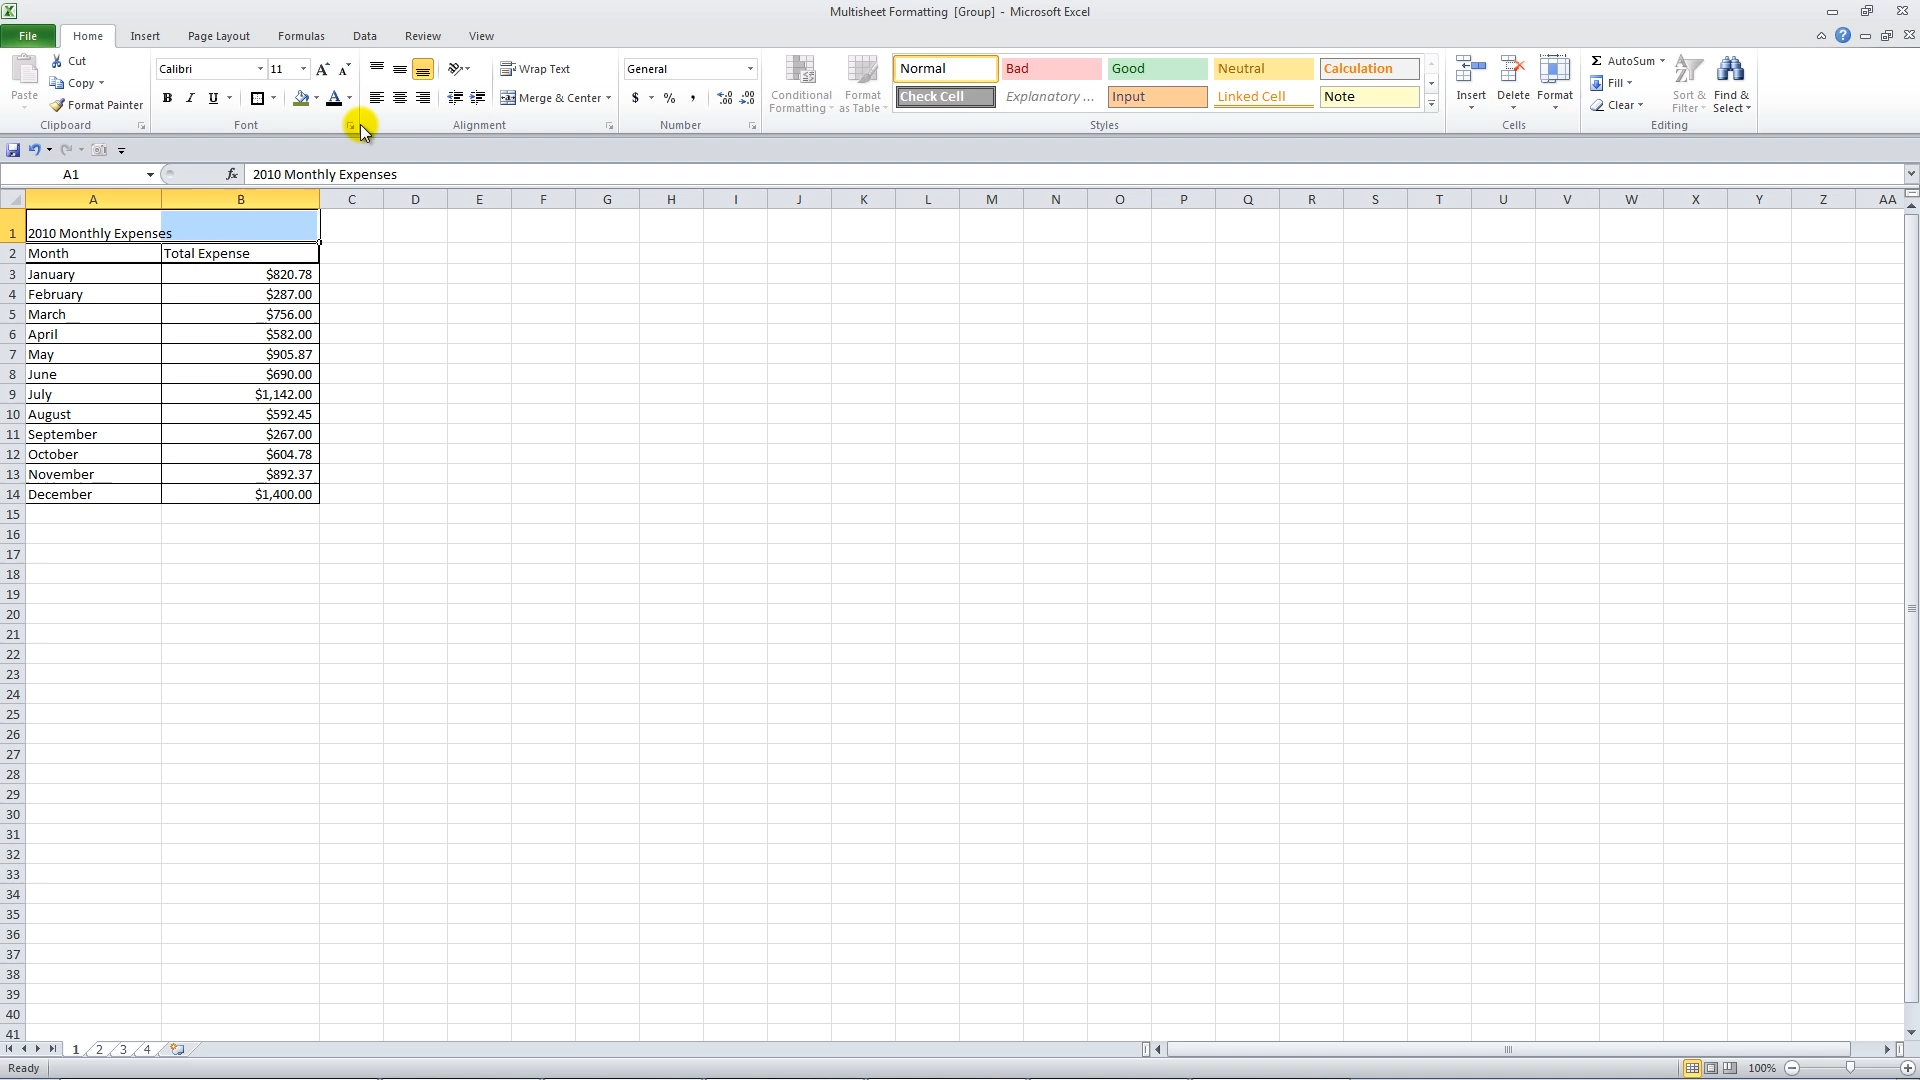 Multisheet Formatting [Group] - Microsoft Excel
File Home Insert Page Layout Formulas Data Review View
Cut
Copy
Format Painter
Paste
Clipboard
Calibri 11
B I U A
Font
Wrap Text
Merge & Center
Alignment
General
$ % ,
Number
Conditional Formatting
Format as Table
Normal Bad Good Neutral Calculation
Check Cell Explanatory ... Input Linked Cell Note
Styles
Insert Delete Format
Cells
Σ AutoSum
Fill
Clear
Sort & Filter
Find & Select
Editing
A1 fx 2010 Monthly Expenses
A B C D E F G H I J K L M N O P Q R S T U V W X Y Z AA
1 2010 Monthly Expenses
2 Month Total Expense
3 January $820.78
4 February $287.00
5 March $756.00
6 April $582.00
7 May $905.87
8 June $690.00
9 July $1,142.00
10 August $592.45
11 September $267.00
12 October $604.78
13 November $892.37
14 December $1,400.00
15
16
17
18
19
20
21
22
23
24
25
26
27
28
29
30
31
32
33
34
35
36
37
38
39
40
41
1 2 3 4
Ready 100%